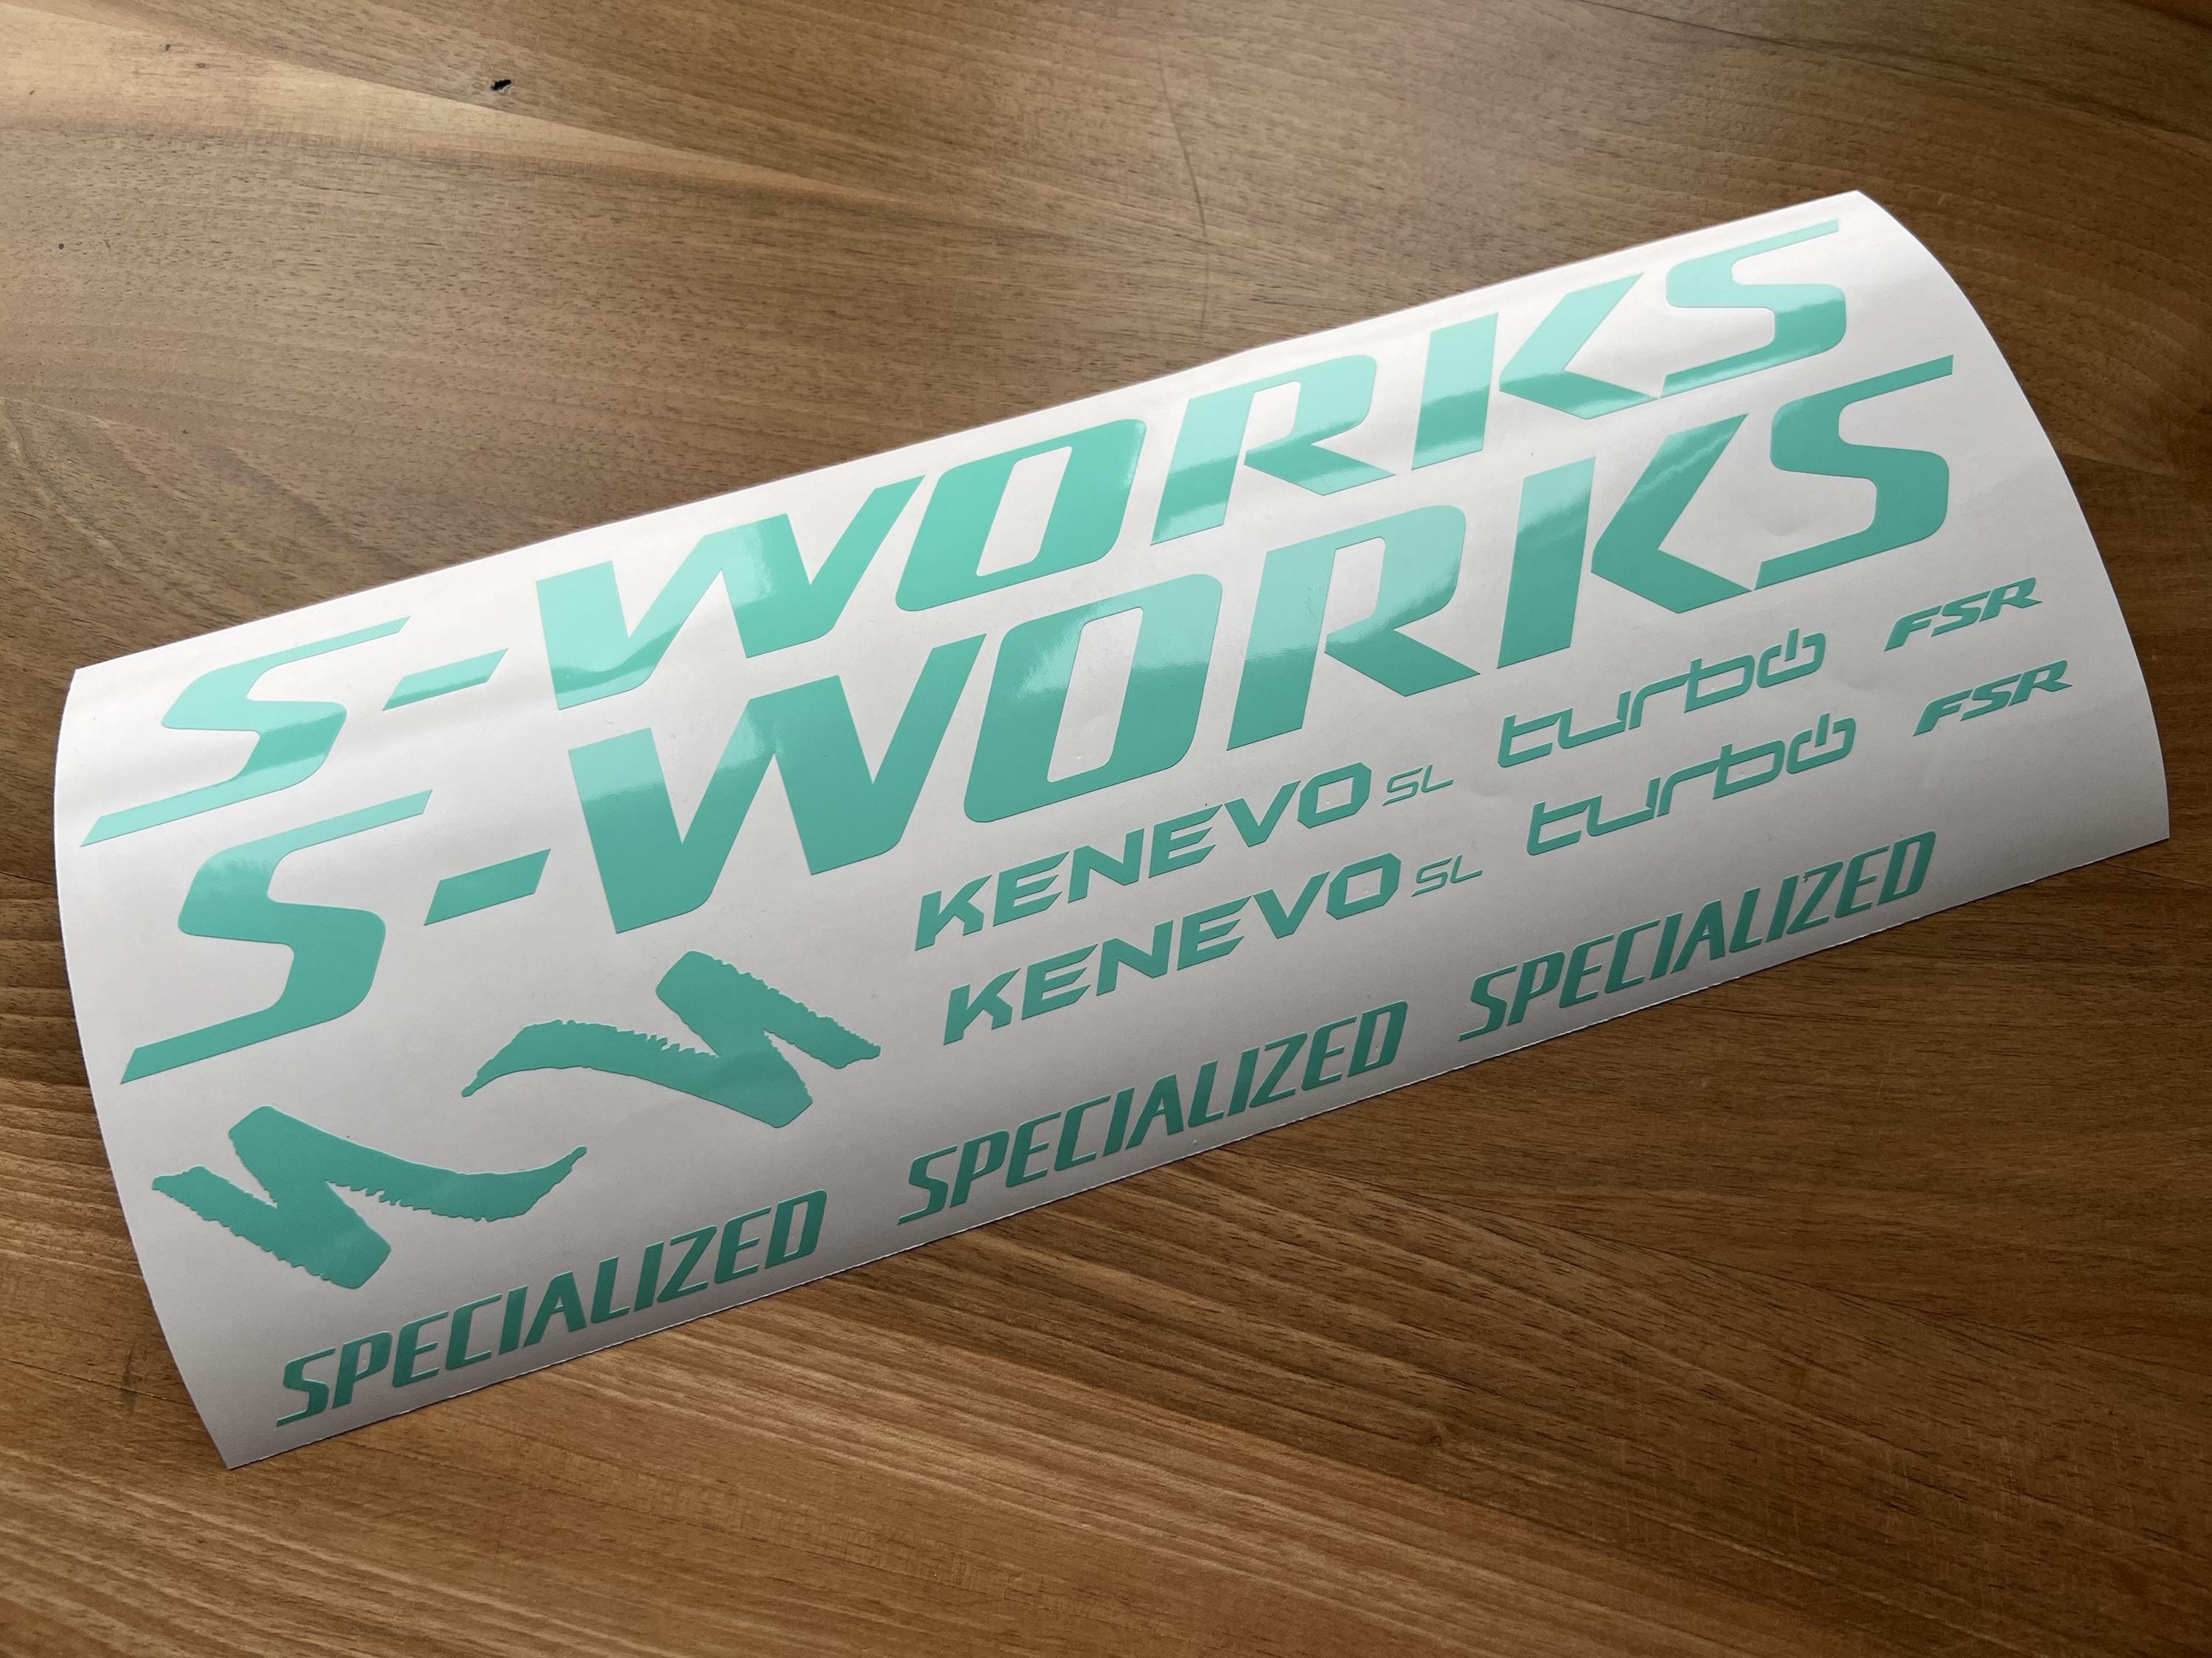 S-WORKS
S-WORKS
KENEVO SL turbo FSR
KENEVO SL turbo FSR
SPECIALIZED SPECIALIZED SPECIALIZED